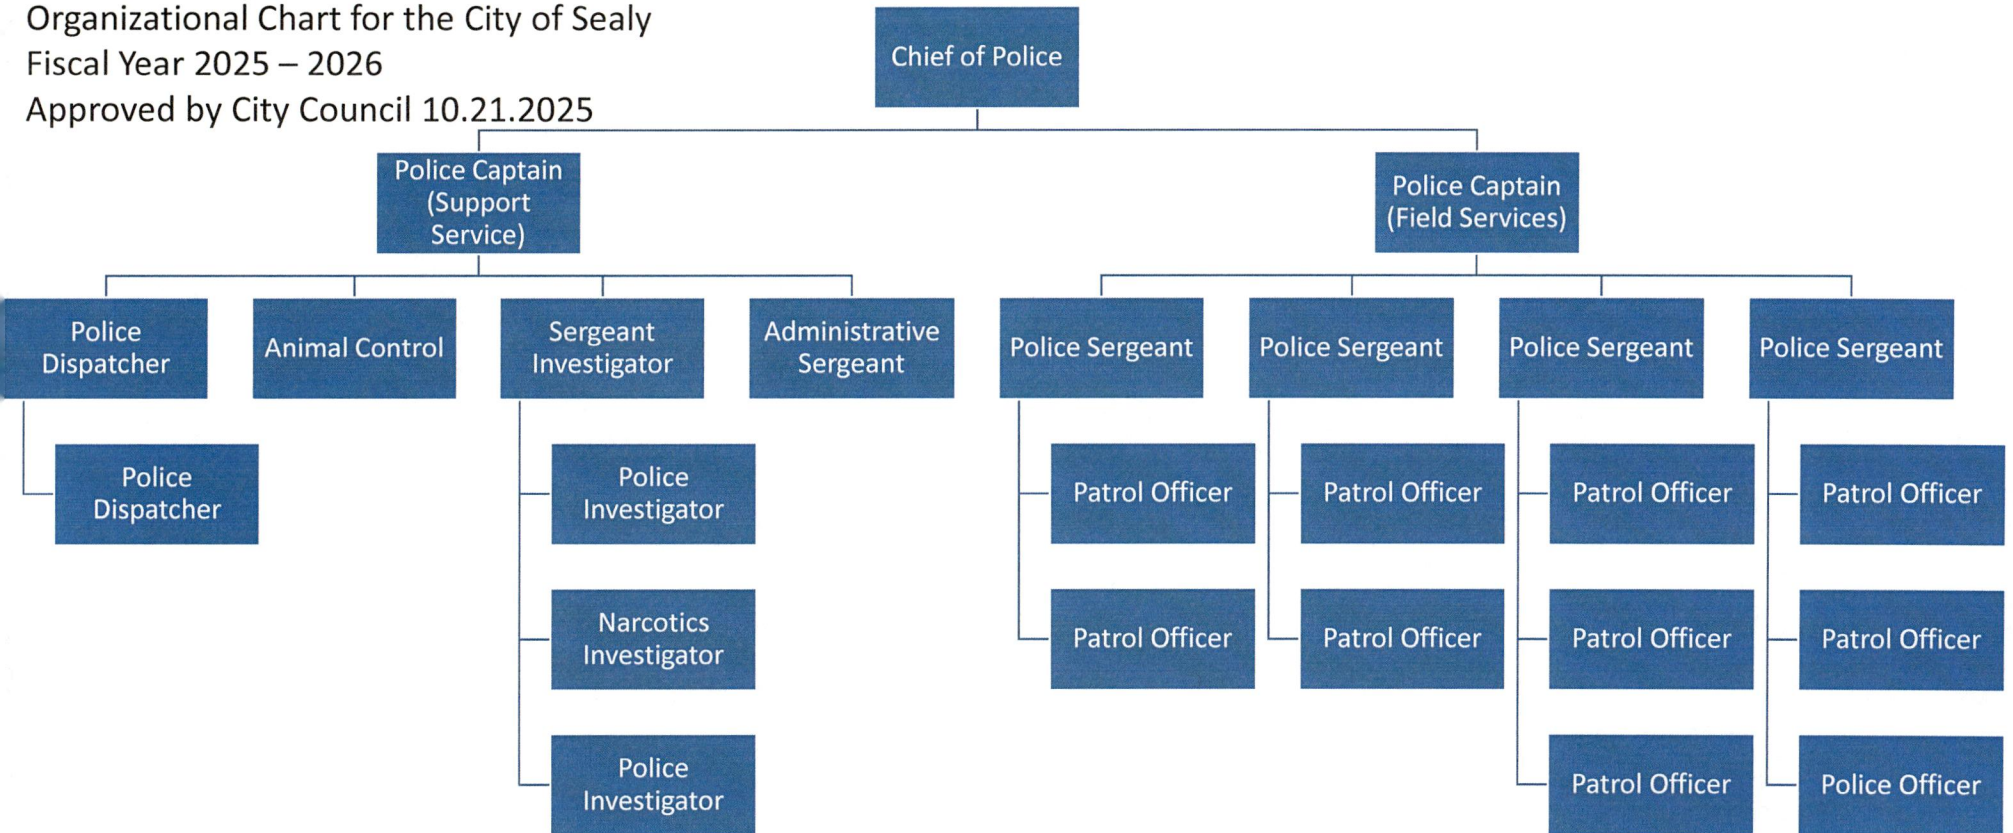 Organizational Chart for the City of Sealy
Fiscal Year 2025 – 2026
Approved by City Council 10.21.2025
Chief of Police
Police Captain
(Support
Service)
Police Captain
(Field Services)
Police
Dispatcher
Animal Control
Sergeant
Investigator
Administrative
Sergeant
Police Sergeant
Police Sergeant
Police Sergeant
Police Sergeant
Police
Dispatcher
Police
Investigator
Patrol Officer
Patrol Officer
Patrol Officer
Patrol Officer
Narcotics
Investigator
Patrol Officer
Patrol Officer
Patrol Officer
Patrol Officer
Police
Investigator
Patrol Officer
Police Officer